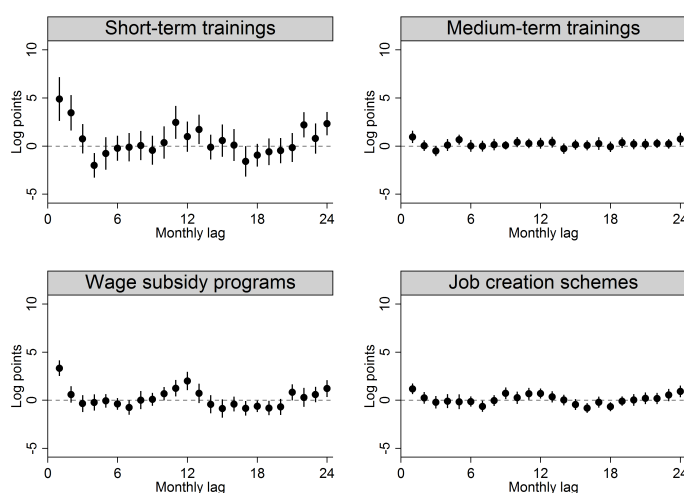 Short-term trainings
Log points
-5 0 5 10
0 6 12 18 24
Monthly lag
Medium-term trainings
Log points
-5 0 5 10
0 6 12 18 24
Monthly lag
Wage subsidy programs
Log points
-5 0 5 10
0 6 12 18 24
Monthly lag
Job creation schemes
Log points
-5 0 5 10
0 6 12 18 24
Monthly lag